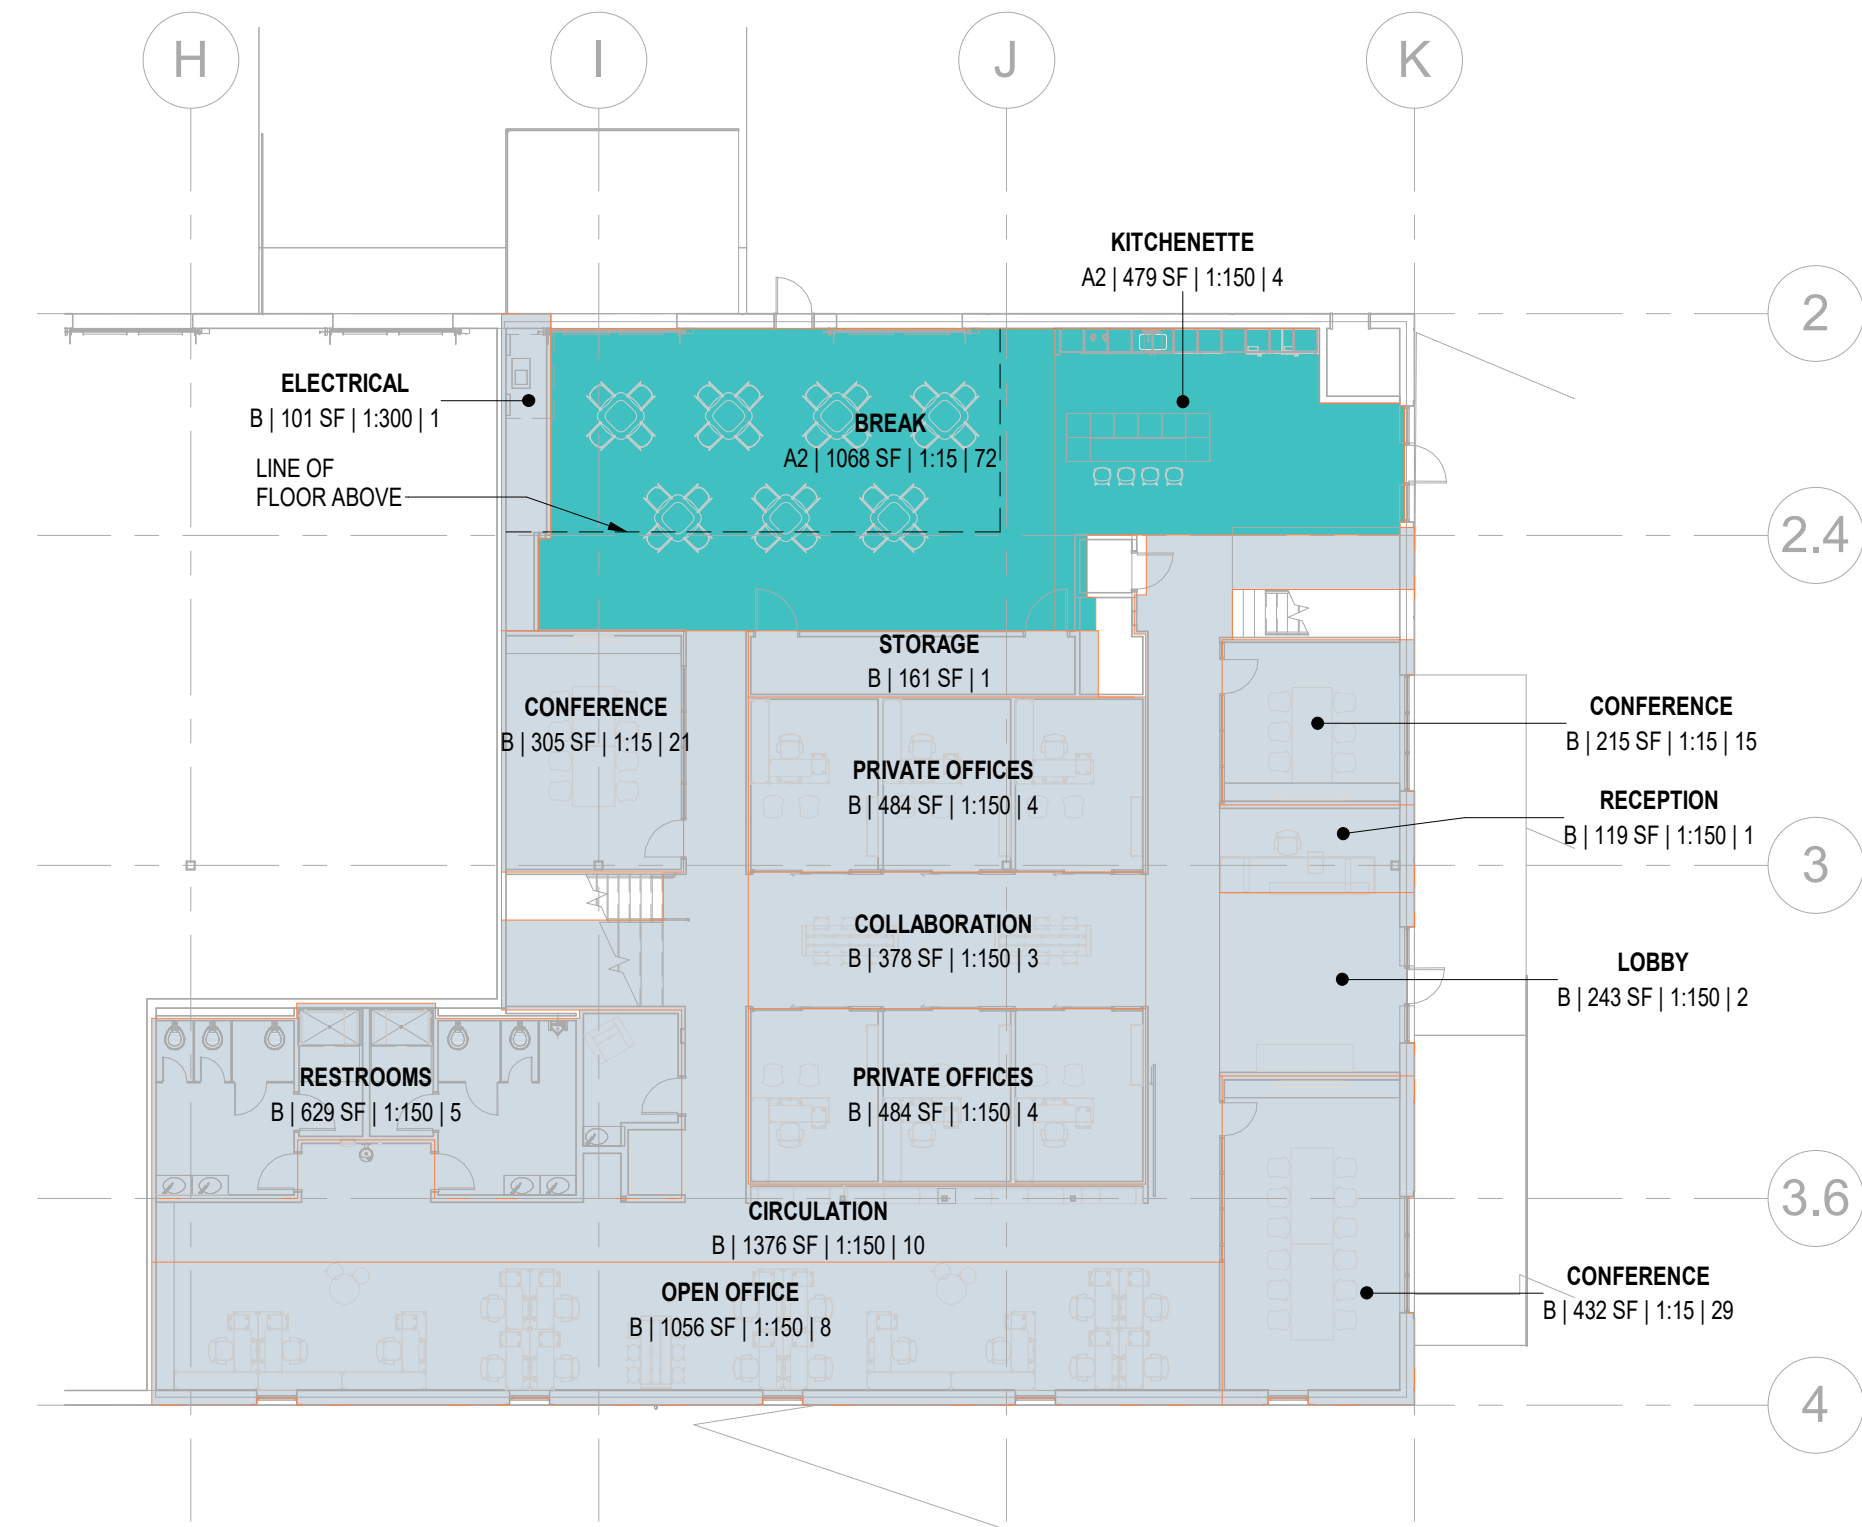 H
I
J
K
KITCHENETTE
A2 | 479 SF | 1:150 | 4
2
ELECTRICAL
B | 101 SF | 1:300 | 1
BREAK
A2 | 1068 SF | 1:15 | 72
LINE OF
FLOOR ABOVE
2.4
STORAGE
B | 161 SF | 1
CONFERENCE
B | 305 SF | 1:15 | 21
CONFERENCE
B | 215 SF | 1:15 | 15
PRIVATE OFFICES
B | 484 SF | 1:150 | 4
RECEPTION
B | 119 SF | 1:150 | 1
3
COLLABORATION
B | 378 SF | 1:150 | 3
LOBBY
B | 243 SF | 1:150 | 2
RESTROOMS
B | 629 SF | 1:150 | 5
PRIVATE OFFICES
B | 484 SF | 1:150 | 4
3.6
CIRCULATION
B | 1376 SF | 1:150 | 10
OPEN OFFICE
B | 1056 SF | 1:150 | 8
CONFERENCE
B | 432 SF | 1:15 | 29
4